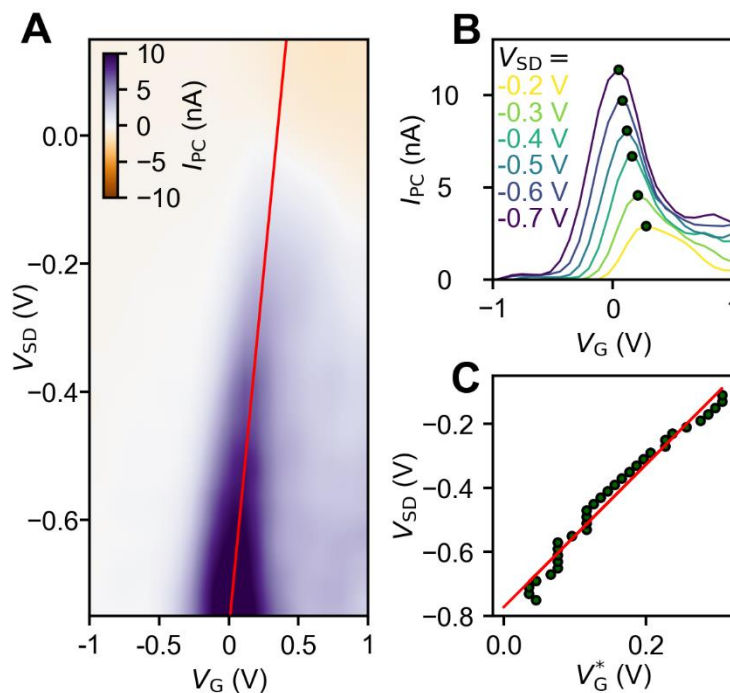 A
10
5
0
−5
−10
I_PC (nA)
0.0
−0.2
−0.4
−0.6
V_SD (V)
-1
-0.5
0
0.5
1
V_G (V)
B
V_SD =
-0.2 V
-0.3 V
-0.4 V
-0.5 V
-0.6 V
-0.7 V
10
5
0
I_PC (nA)
−1
0
1
V_G (V)
C
−0.2
−0.4
−0.6
−0.8
V_SD (V)
0.0
0.2
V_G^* (V)